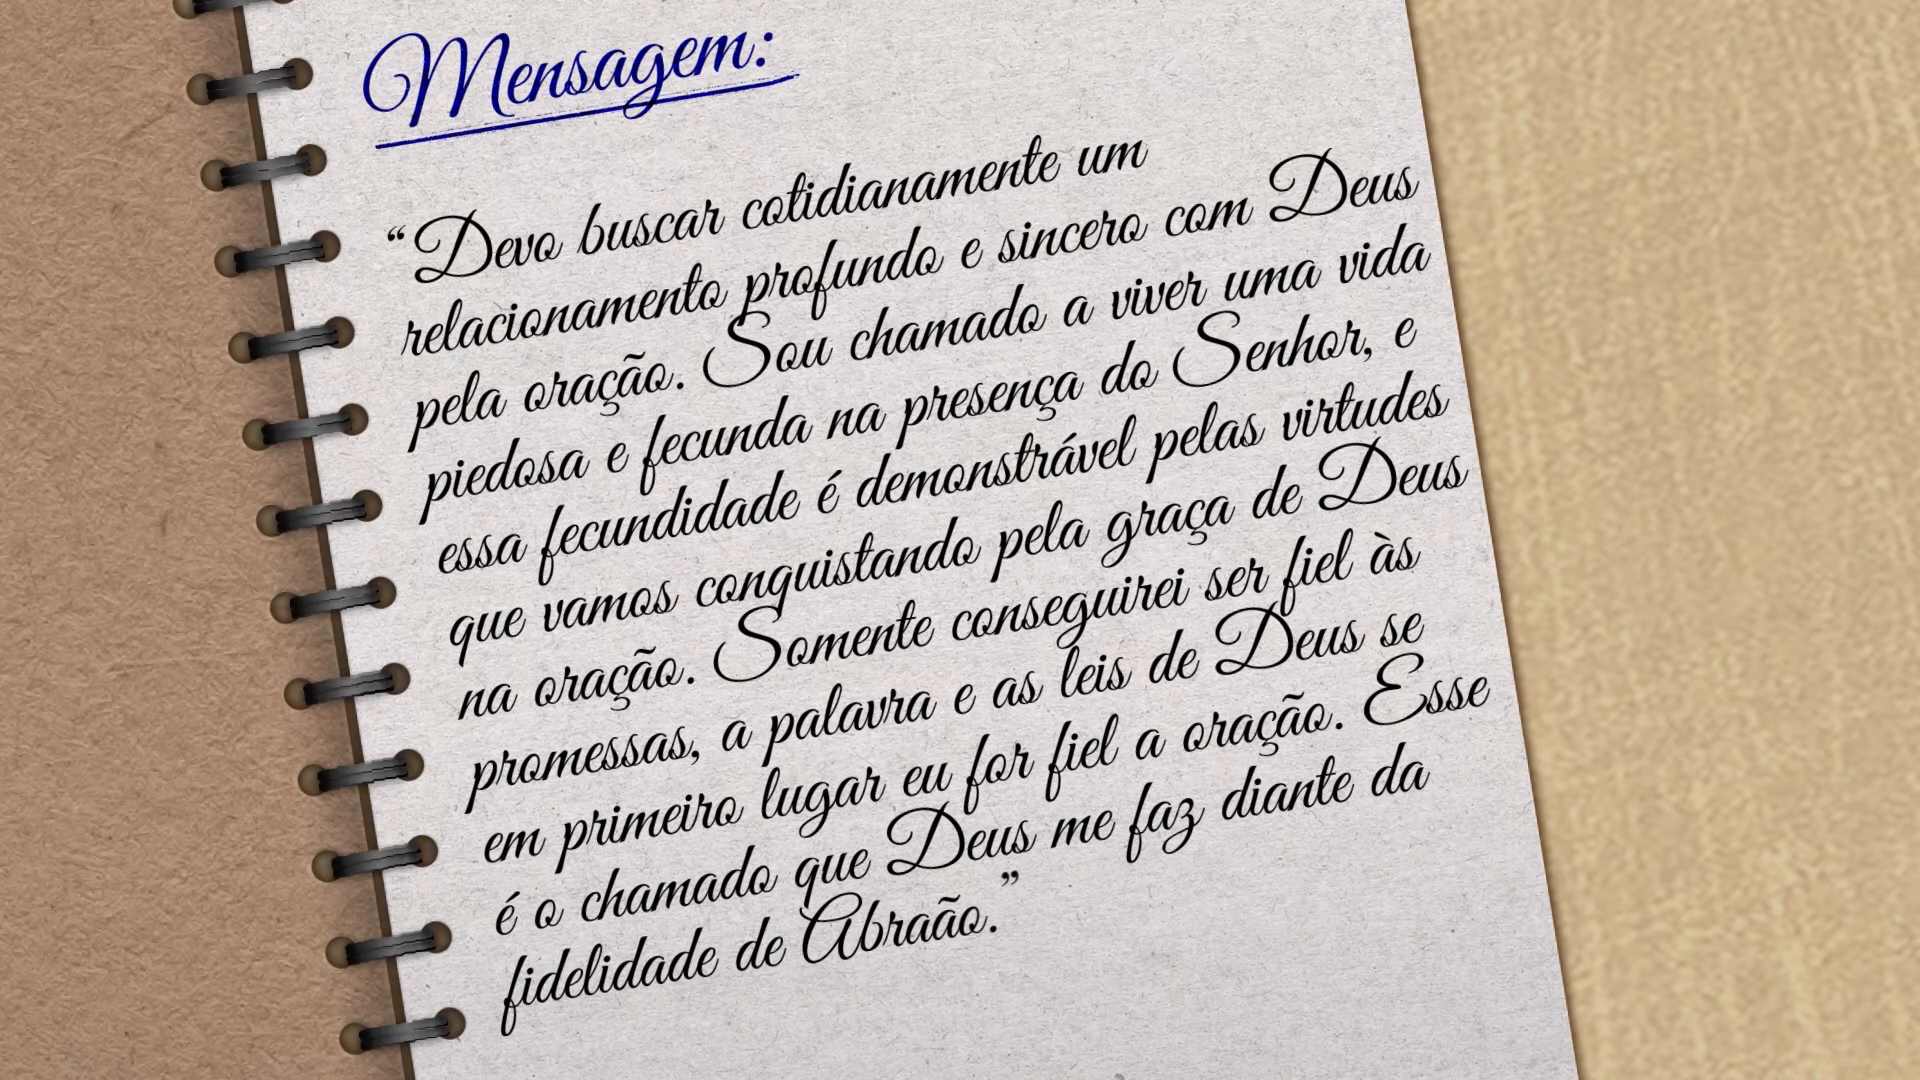 Mensagem:
“Devo buscar cotidianamente um
relacionamento profundo e sincero com Deus
pela oração. Sou chamado a viver uma vida
piedosa e fecunda na presença do Senhor, e
essa fecundidade é demonstrável pelas virtudes
que vamos conquistando pela graça de Deus
na oração. Somente conseguirei ser fiel às
promessas, a palavra e as leis de Deus se
em primeiro lugar eu for fiel a oração. Esse
é o chamado que Deus me faz diante da
fidelidade de Abraão.”